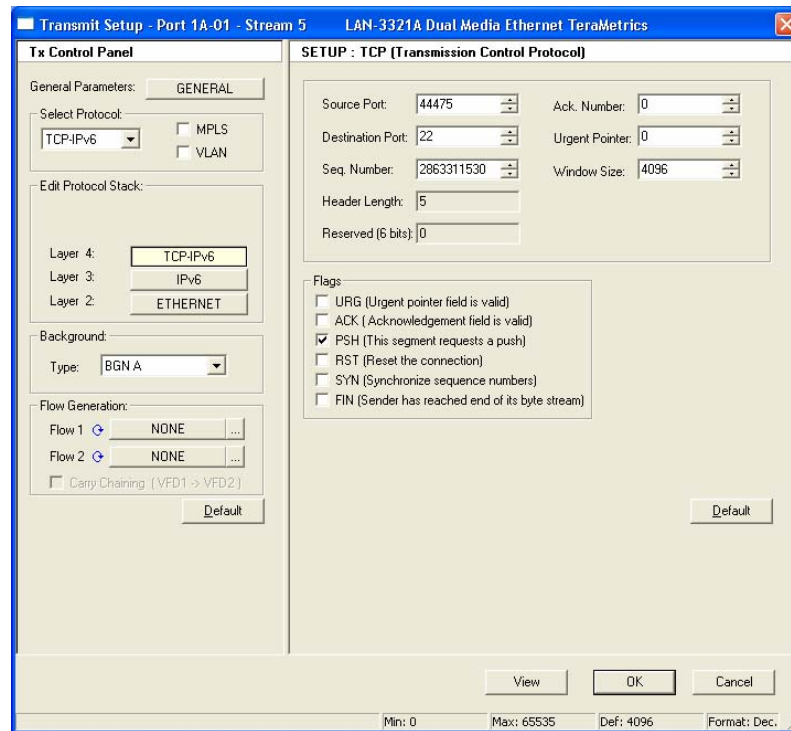 Transmit Setup - Port 1A-01 - Stream 5 LAN-3321A Dual Media Ethernet TeraMetrics
Tx Control Panel
General Parameters: GENERAL
Select Protocol:
TCP-IPv6
MPLS
VLAN
Edit Protocol Stack:
Layer 4: TCP-IPv6
Layer 3: IPv6
Layer 2: ETHERNET
Background:
Type: BGN A
Flow Generation:
Flow 1 NONE ...
Flow 2 NONE ...
Carry Chaining (VFD1 -> VFD2)
Default
SETUP : TCP (Transmission Control Protocol)
Source Port: 44475 Ack. Number: 0
Destination Port: 22 Urgent Pointer: 0
Seq. Number: 2863311530 Window Size: 4096
Header Length: 5
Reserved (6 bits): 0
Flags
URG (Urgent pointer field is valid)
ACK ( Acknowledgement field is valid)
PSH (This segment requests a push)
RST (Reset the connection)
SYN (Synchronize sequence numbers)
FIN (Sender has reached end of its byte stream)
Default
View OK Cancel
Min: 0 Max: 65535 Def: 4096 Format: Dec.